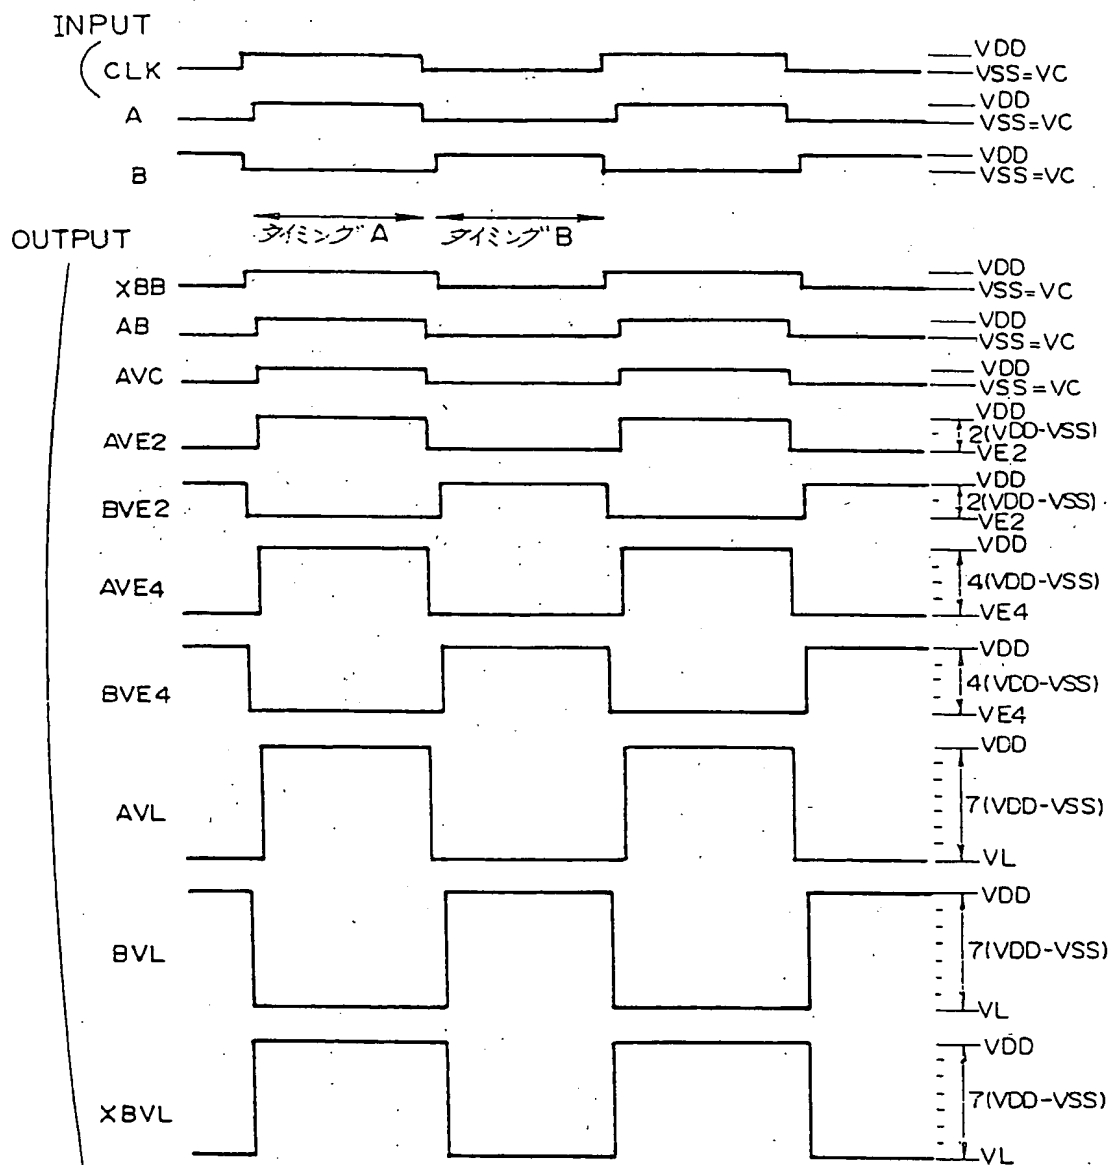 INPUT
CLK
VDD
VSS=VC
A
VDD
VSS=VC
B
VDD
VSS=VC
タイミングA
タイミングB
OUTPUT
XBB
VDD
VSS=VC
AB
VDD
VSS=VC
AVC
VDD
VSS=VC
AVE2
VDD
2(VDD-VSS)
VE2
BVE2
VDD
2(VDD-VSS)
VE2
AVE4
VDD
4(VDD-VSS)
VE4
BVE4
VDD
4(VDD-VSS)
VE4
AVL
VDD
7(VDD-VSS)
VL
BVL
VDD
7(VDD-VSS)
VL
XBVL
VDD
7(VDD-VSS)
VL